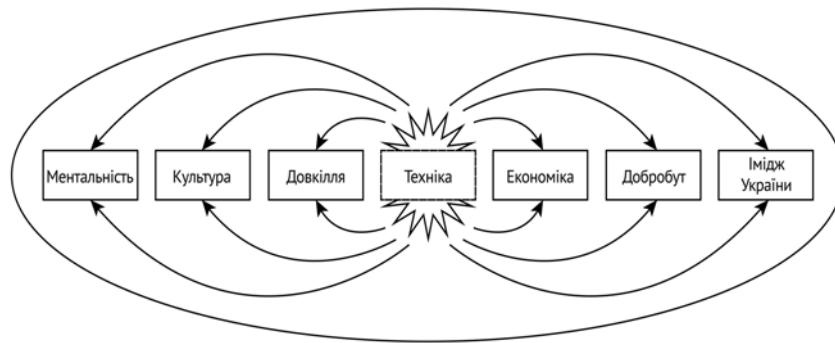 Ментальність
Культура
Довкілля
Техніка
Економіка
Добробут
Імідж
України